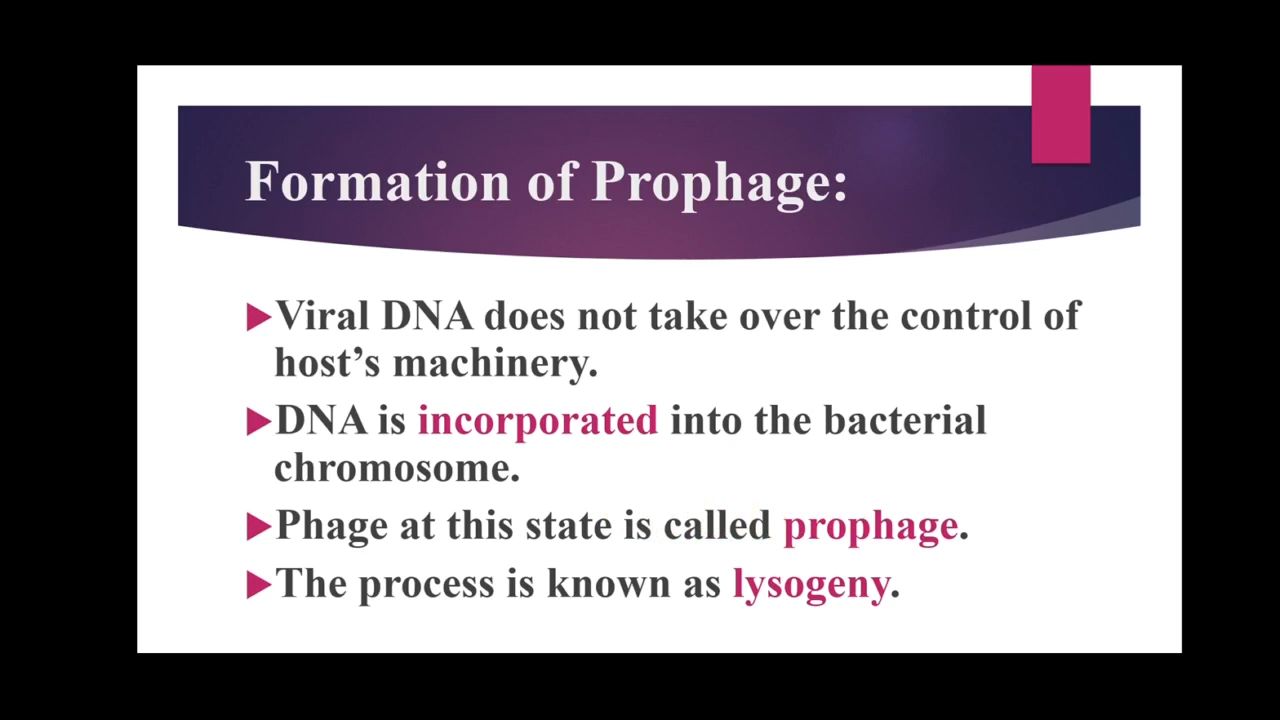 Formation of Prophage:
Viral DNA does not take over the control of
host’s machinery.
DNA is incorporated into the bacterial
chromosome.
Phage at this state is called prophage.
The process is known as lysogeny.